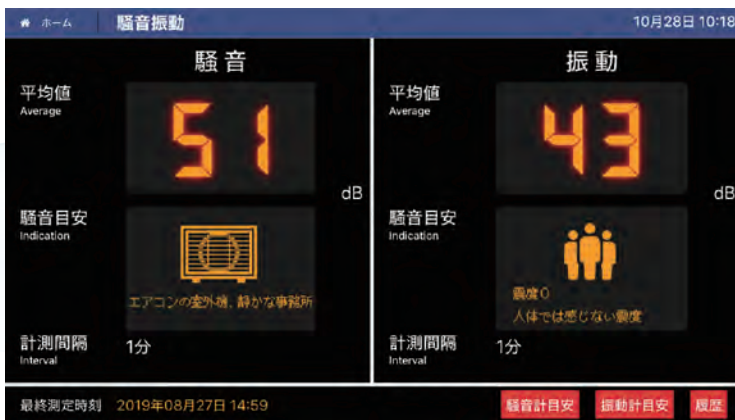 ホーム
騒音振動
10月28日 10:18
騒音
平均値
Average
51
dB
騒音目安
Indication
エアコンの室外機、静かな事務所
計測間隔
Interval
1分
振動
平均値
Average
43
dB
騒音目安
Indication
震度0
人体では感じない震度
計測間隔
Interval
1分
最終測定時刻 2019年08月27日 14:59
騒音計目安
振動計目安
履歴